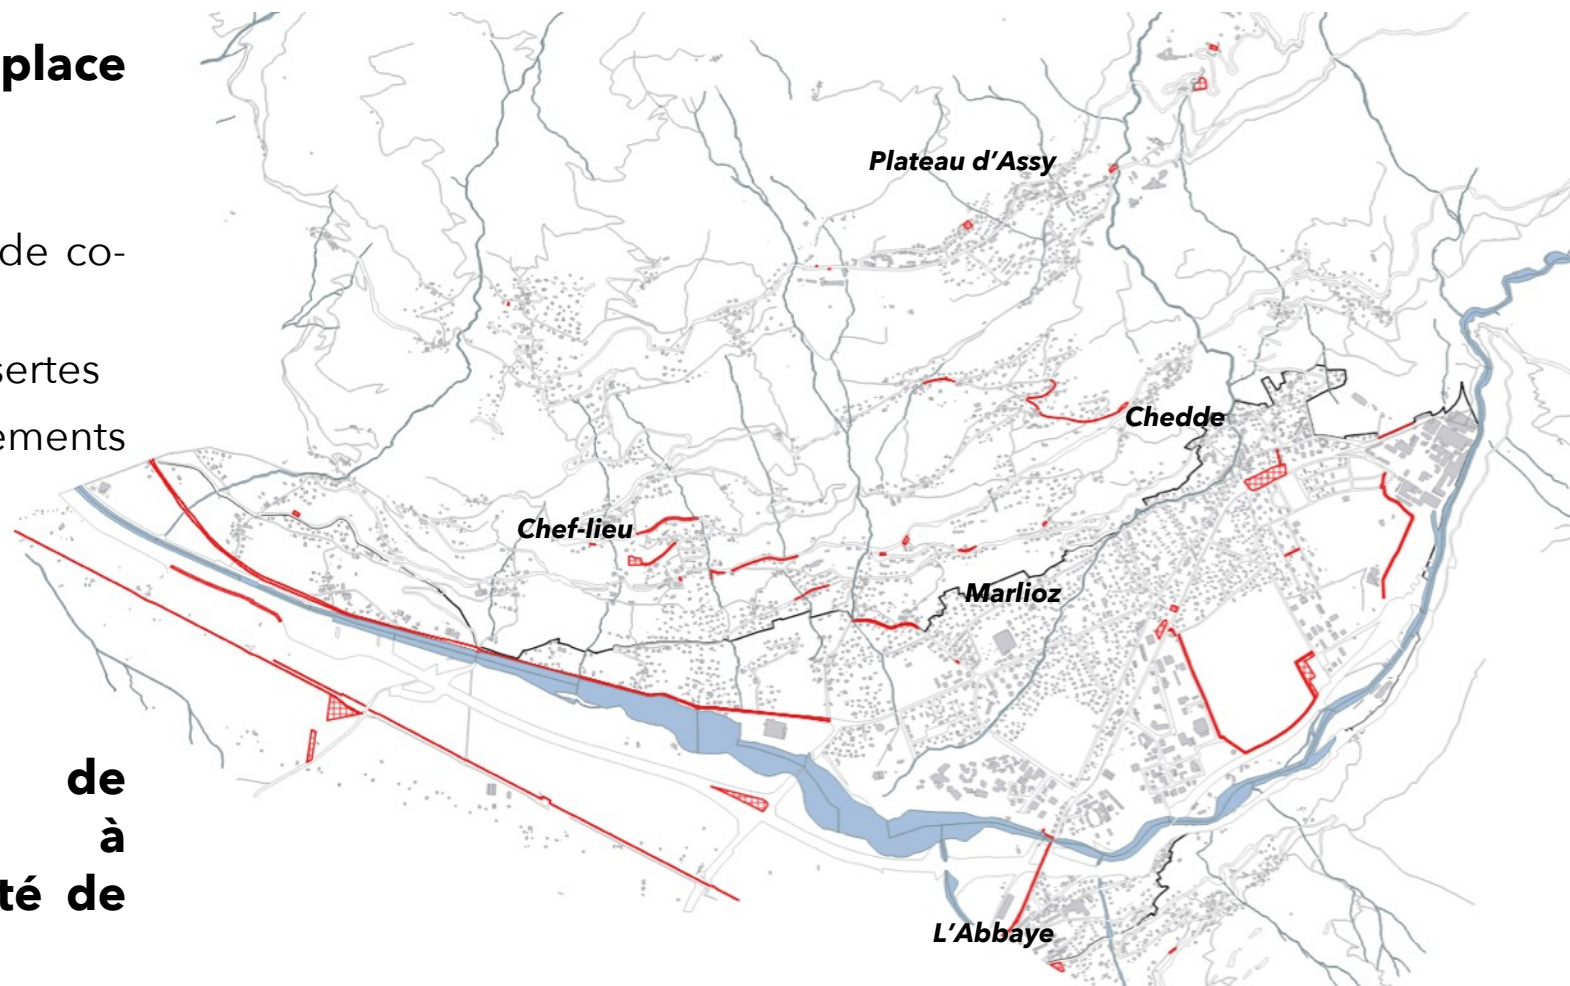 place
de co-
sertes
ements
de
à
té de
Plateau d’Assy
Chedde
Chef-lieu
Marlioz
L’Abbaye